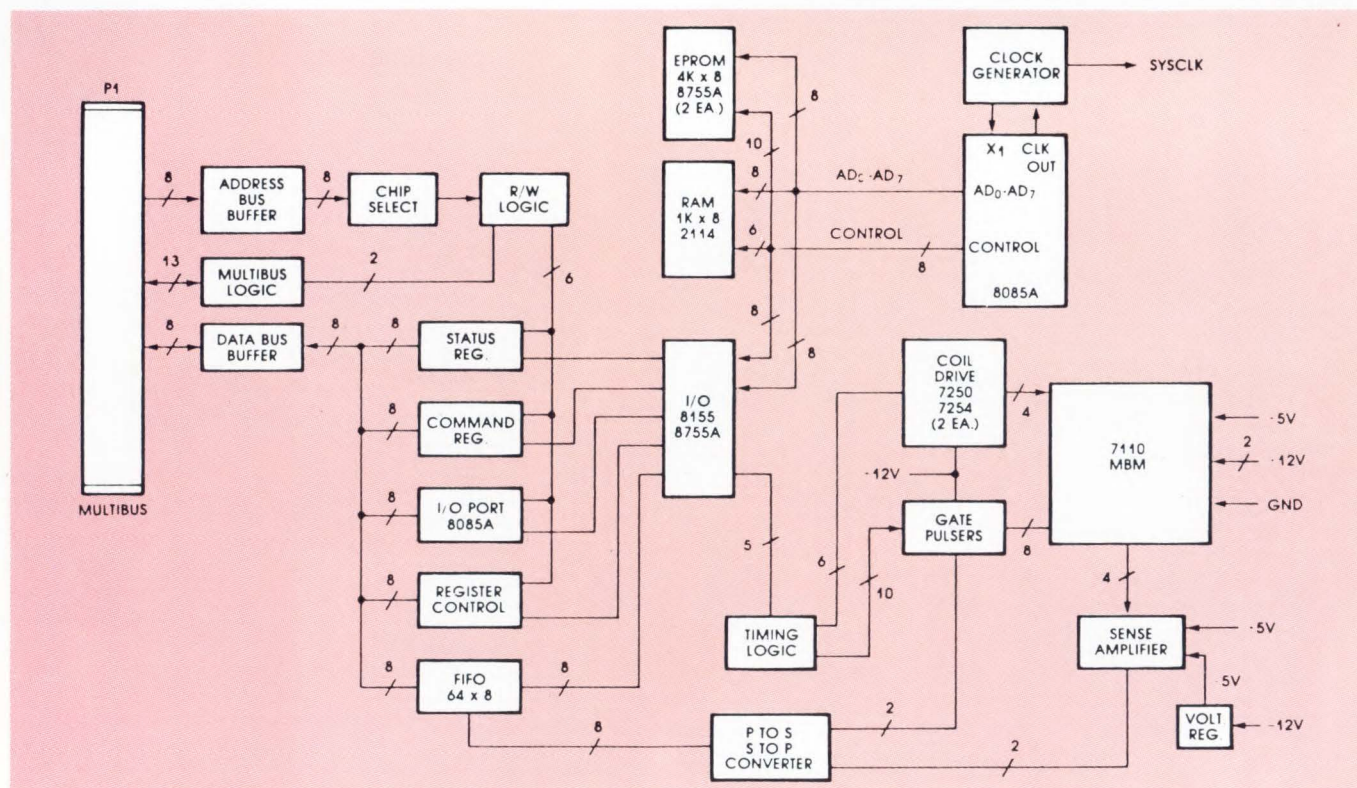 P1
MULTIBUS
8
ADDRESS
BUS
BUFFER
8
CHIP
SELECT
R/W
LOGIC
13
MULTIBUS
LOGIC
2
6
8
DATA BUS
BUFFER
8
8
STATUS
REG.
8
COMMAND
REG.
8
I/O PORT
8085A
8
REGISTER
CONTROL
8
FIFO
64 x 8
8
8
EPROM
4K x 8
8755A
(2 EA.)
8
10
RAM
1K x 8
2114
8
6
AD0-AD7
CONTROL
8
CLOCK
GENERATOR
SYSCLK
X1
CLK
OUT
AD0-AD7
CONTROL
8085A
8
8
I/O
8155
8755A
5
TIMING
LOGIC
6
10
COIL
DRIVE
7250
7254
(2 EA.)
4
-12V
GATE
PULSERS
8
7110
MBM
-5V
2
-12V
GND
4
SENSE
AMPLIFIER
-5V
5V
VOLT
REG.
-12V
P TO S
S TO P
CONVERTER
2
2